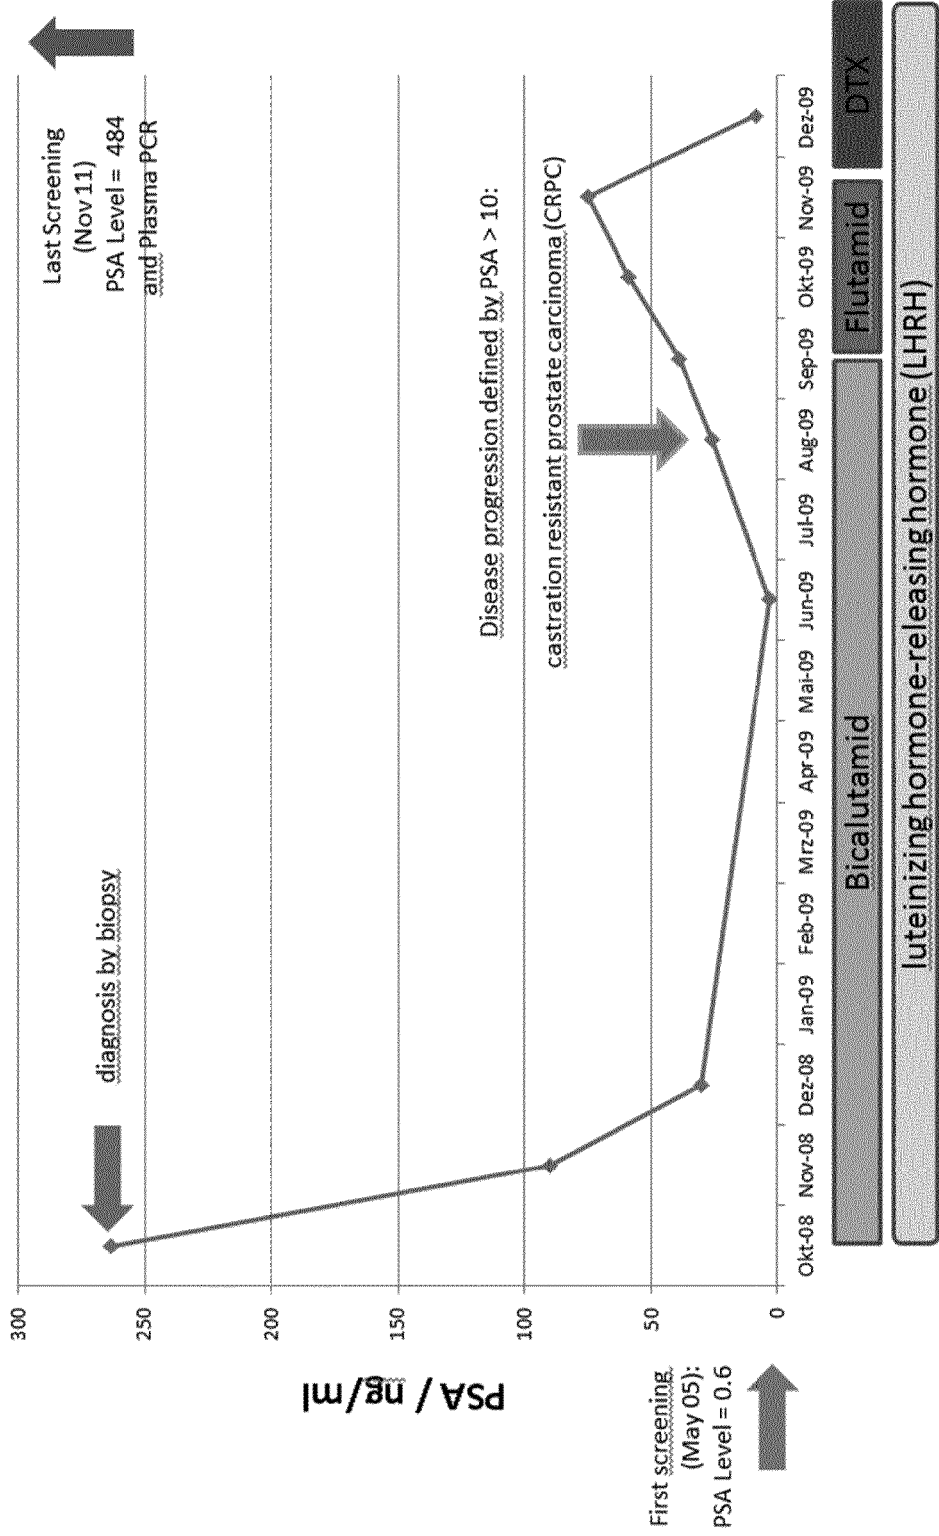 Last Screening
(Nov 11)
PSA Level = 484
and Plasma PCR
diagnosis by biopsy
Disease progression defined by PSA > 10:
castration resistant prostate carcinoma (CRPC)
PSA / ng/ml
300
250
200
150
100
50
0
First screening
(May 05):
PSA Level = 0.6
Okt-08 Nov-08 Dez-08 Jan-09 Feb-09 Mrz-09 Apr-09 Mai-09 Jun-09 Jul-09 Aug-09 Sep-09 Okt-09 Nov-09 Dez-09
Bicalutamid Flutamid DTX
luteinizing hormone-releasing hormone (LHRH)